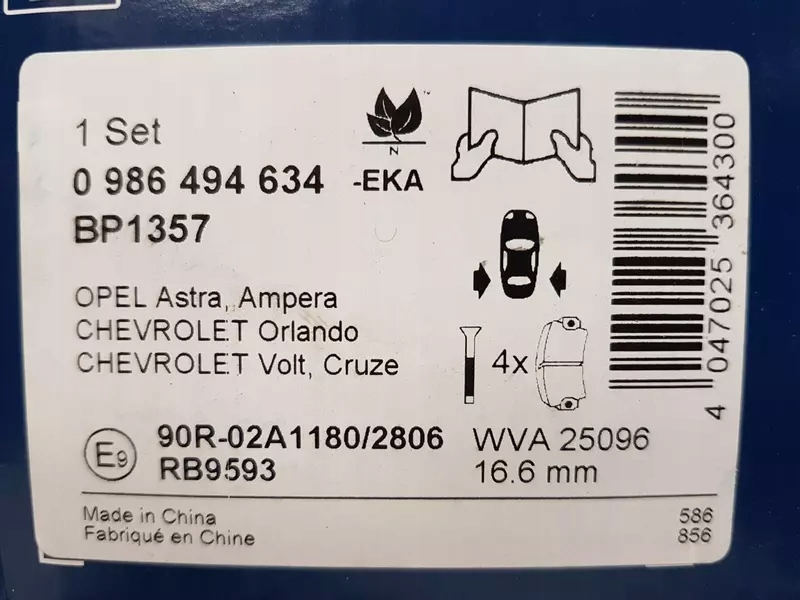 1 Set
0 986 494 634 -EKA
BP1357
N
OPEL Astra, Ampera
CHEVROLET Orlando
CHEVROLET Volt, Cruze
4x
4 047025 364300
E9
90R-02A1180/2806
RB9593
WVA 25096
16.6 mm
Made in China
Fabriqué en Chine
586
856